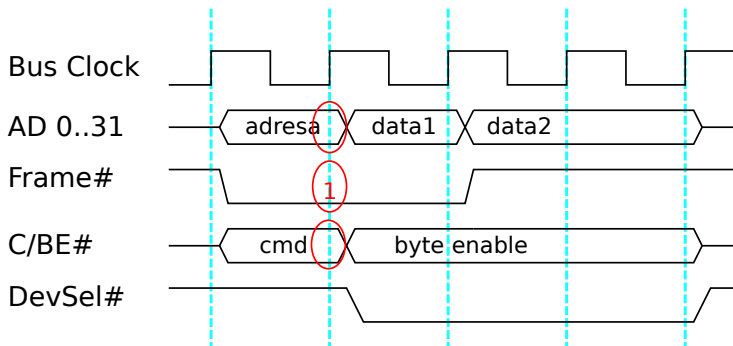 Bus Clock
AD 0..31 adresa data1 data2
Frame# 1
C/BE# cmd byte enable
DevSel#